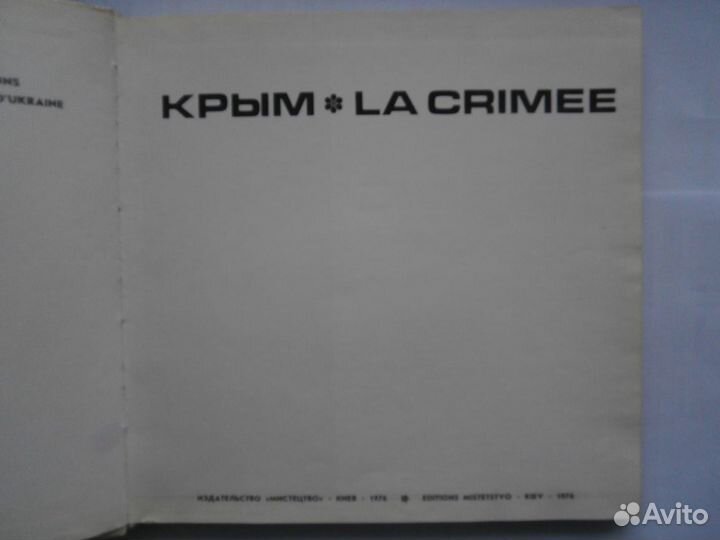 INS
D'UKRAINE
КРЫМ ✽ LA CRIMEE
ИЗДАТЕЛЬСТВО «МИСТЕЦТВО» · КИЕВ · 1976 ✽ EDITIONS MISTETSTVO · KIEV · 1976
Avito